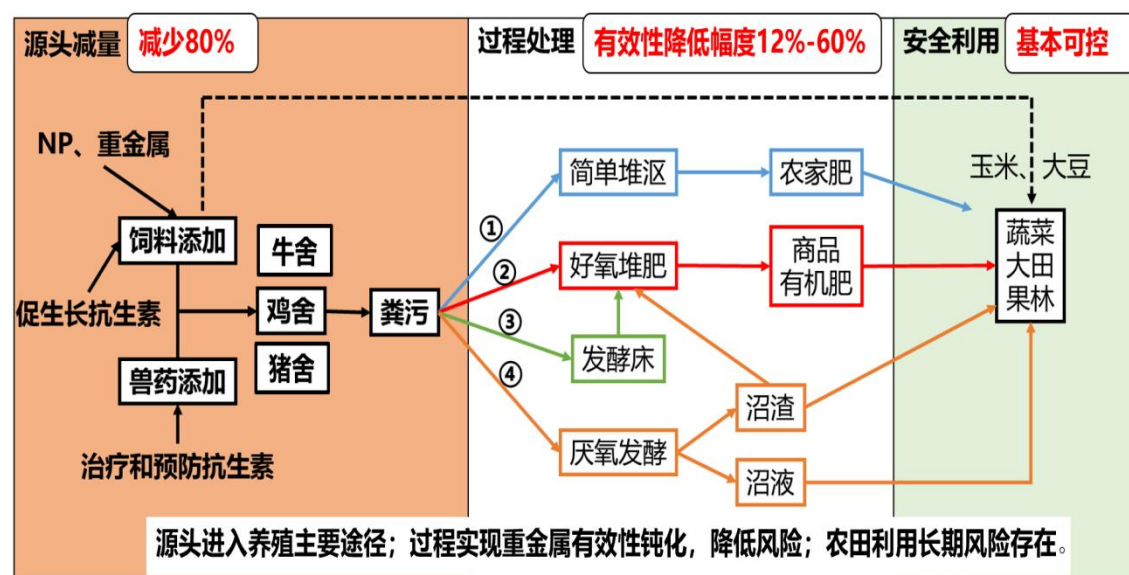 源头减量
减少80%
过程处理
有效性降低幅度12%-60%
安全利用
基本可控
NP、重金属
饲料添加
促生长抗生素
兽药添加
治疗和预防抗生素
牛舍
鸡舍
猪舍
粪污
①
②
③
④
简单堆沤
农家肥
好氧堆肥
商品
有机肥
发酵床
厌氧发酵
沼渣
沼液
玉米、大豆
蔬菜
大田
果林
源头进入养殖主要途径；过程实现重金属有效性钝化，降低风险；农田利用长期风险存在。